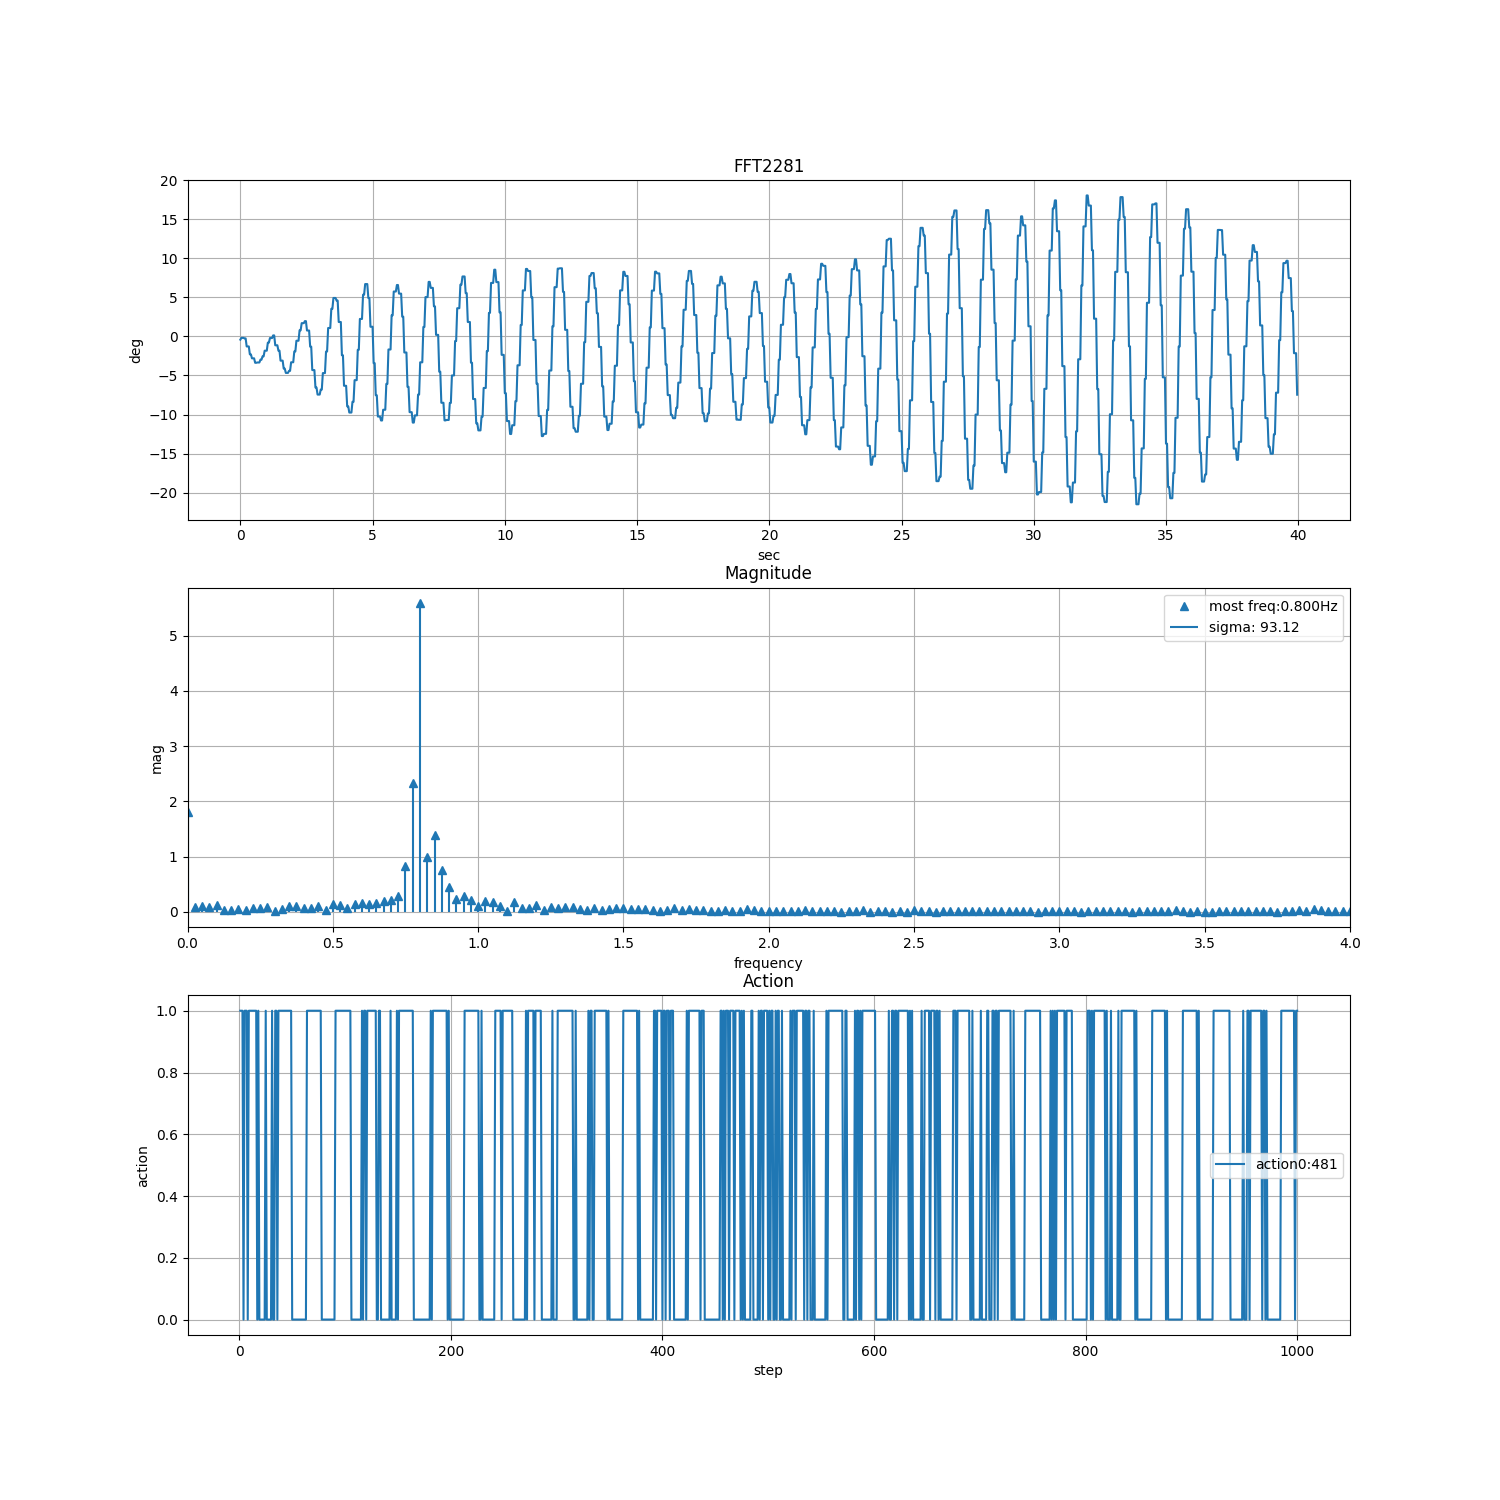 FFT2281
20
15
10
5
0
−5
−10
−15
−20
deg
0 5 10 15 20 25 30 35 40
sec
Magnitude
most freq:0.800Hz
sigma: 93.12
5
4
3
2
1
0
mag
0.0 0.5 1.0 1.5 2.0 2.5 3.0 3.5 4.0
frequency
Action
1.0
0.8
0.6
0.4
0.2
0.0
action
action0:481
0 200 400 600 800 1000
step